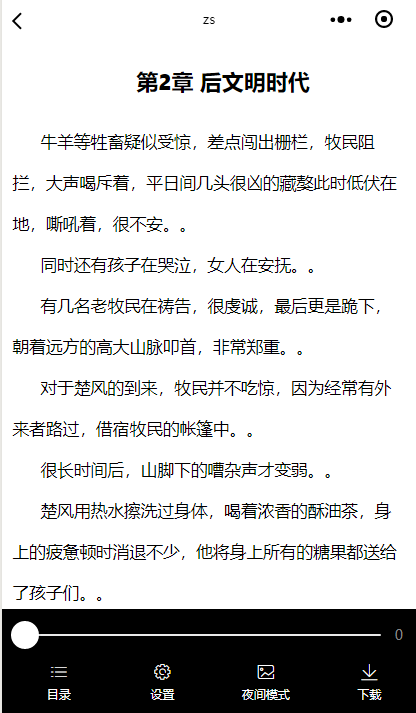 zs
第2章 后文明时代
牛羊等牲畜疑似受惊，差点闯出栅栏，牧民阻
拦，大声喝斥着，平日间几头很凶的藏獒此时低伏在
地，嘶吼着，很不安。。
同时还有孩子在哭泣，女人在安抚。。
有几名老牧民在祷告，很虔诚，最后更是跪下，
朝着远方的高大山脉叩首，非常郑重。。
对于楚风的到来，牧民并不吃惊，因为经常有外
来者路过，借宿牧民的帐篷中。。
很长时间后，山脚下的嘈杂声才变弱。。
楚风用热水擦洗过身体，喝着浓香的酥油茶，身
上的疲惫顿时消退不少，他将身上所有的糖果都送给
了孩子们。。
0
目录 设置 夜间模式 下载